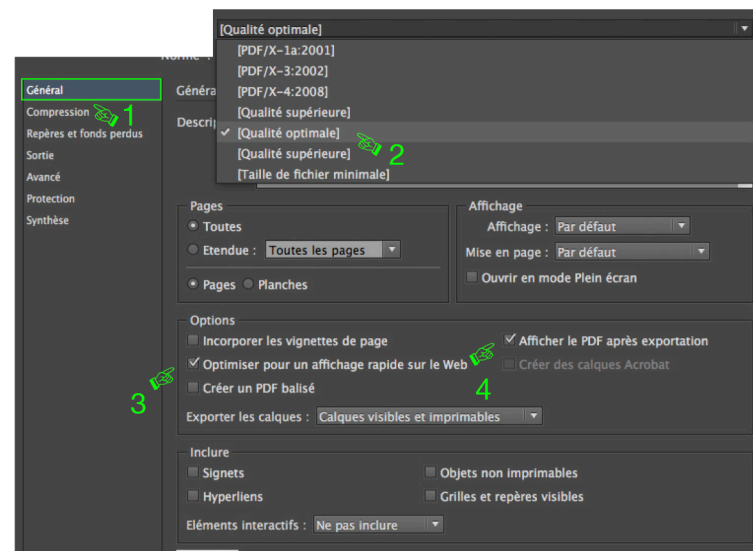 [Qualité optimale]
[PDF/X-1a:2001]
[PDF/X-3:2002]
[PDF/X-4:2008]
[Qualité supérieure]
[Qualité optimale]
2
[Qualité supérieure]
[Taille de fichier minimale]
Général
Compression
1
Repères et fonds perdus
Sortie
Avancé
Protection
Synthèse
Pages
Toutes
Etendue : Toutes les pages
Pages Planches
Affichage
Affichage : Par défaut
Mise en page : Par défaut
Ouvrir en mode Plein écran
Options
Incorporer les vignettes de page
Afficher le PDF après exportation
Optimiser pour un affichage rapide sur le Web
Créer des calques Acrobat
3
4
Créer un PDF balisé
Exporter les calques : Calques visibles et imprimables
Inclure
Signets
Objets non imprimables
Hyperliens
Grilles et repères visibles
Eléments interactifs : Ne pas inclure